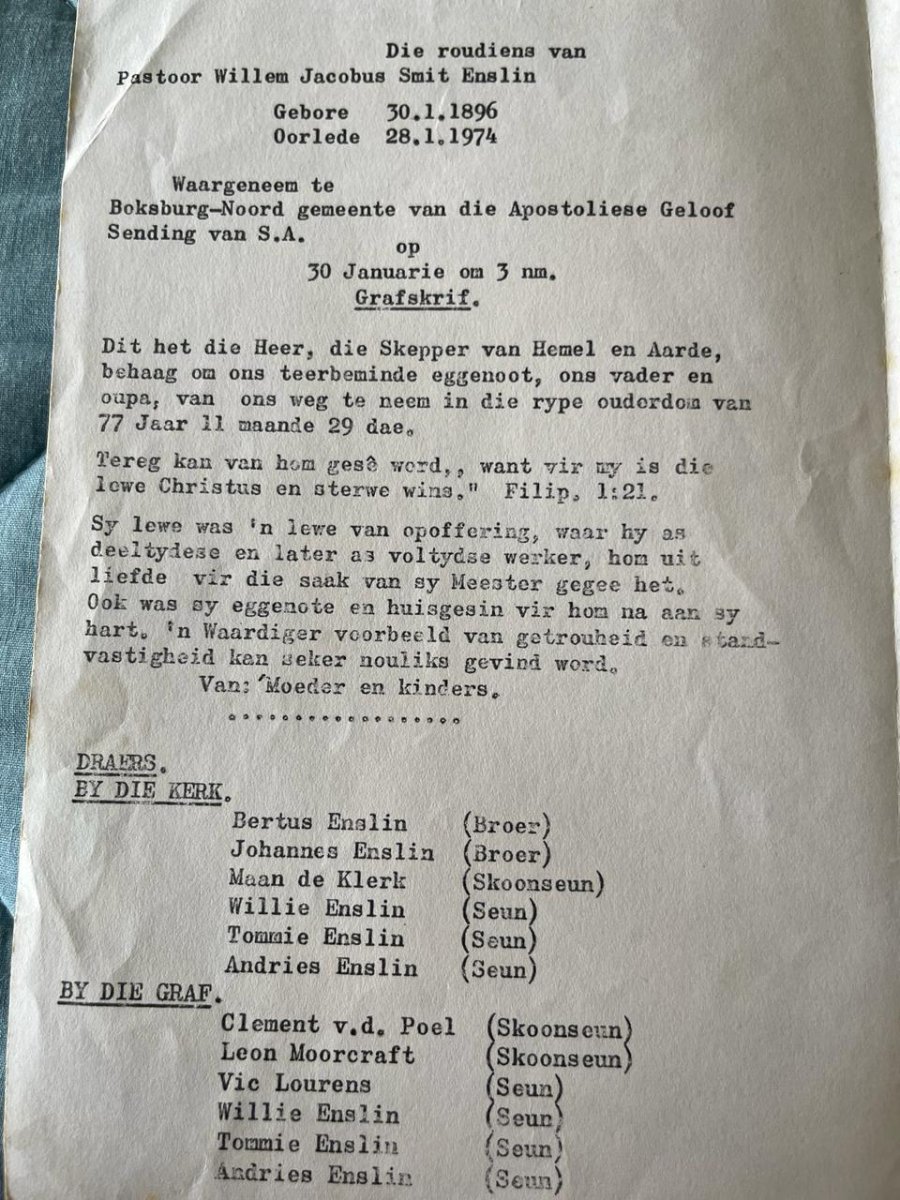 Die roudiens van
Pastoor Willem Jacobus Smit Enslin
Gebore 30.1.1896
Oorlede 28.1.1974
Waargeneem te
Boksburg-Noord gemeente van die Apostoliese Geloof
Sending van S.A.
op
30 Januarie om 3 nm.
Grafskrif.
Dit het die Heer, die Skepper van Hemel en Aarde,
behaag om ons teerbeminde eggenoot, ons vader en
oupa, van ons weg te neem in die rype ouderdom van
77 Jaar 11 maande 29 dae.
Tereg kan van hom gesê word,, want vir my is die
lewe Christus en sterwe wins." Filip. 1:21.
Sy lewe was 'n lewe van opoffering, waar hy as
deeltydese en later as voltydse werker, hom uit
liefde vir die saak van sy Meester gegee het.
Ook was sy eggenote en huisgesin vir hom na aan sy
hart. 'n Waardiger voorbeeld van getrouheid en stand-
vastigheid kan seker nouliks gevind word.
Van: 'Moeder en kinders.
..................
DRAERS.
BY DIE KERK.
Bertus Enslin (Broer)
Johannes Enslin (Broer)
Maan de Klerk (Skoonseun)
Willie Enslin (Seun)
Tommie Enslin (Seun)
Andries Enslin (Seun)
BY DIE GRAF.
Clement v.d. Poel (Skoonseun)
Leon Moorcraft (Skoonseun)
Vic Lourens (Seun)
Willie Enslin (Seun)
Tommie Enslin (Seun)
Andries Enslin (Seun)